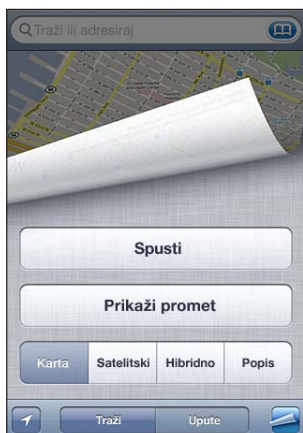 Traži ili adresiraj
Spusti
Prikaži promet
Karta Satelitski Hibridno Popis
Traži Upute